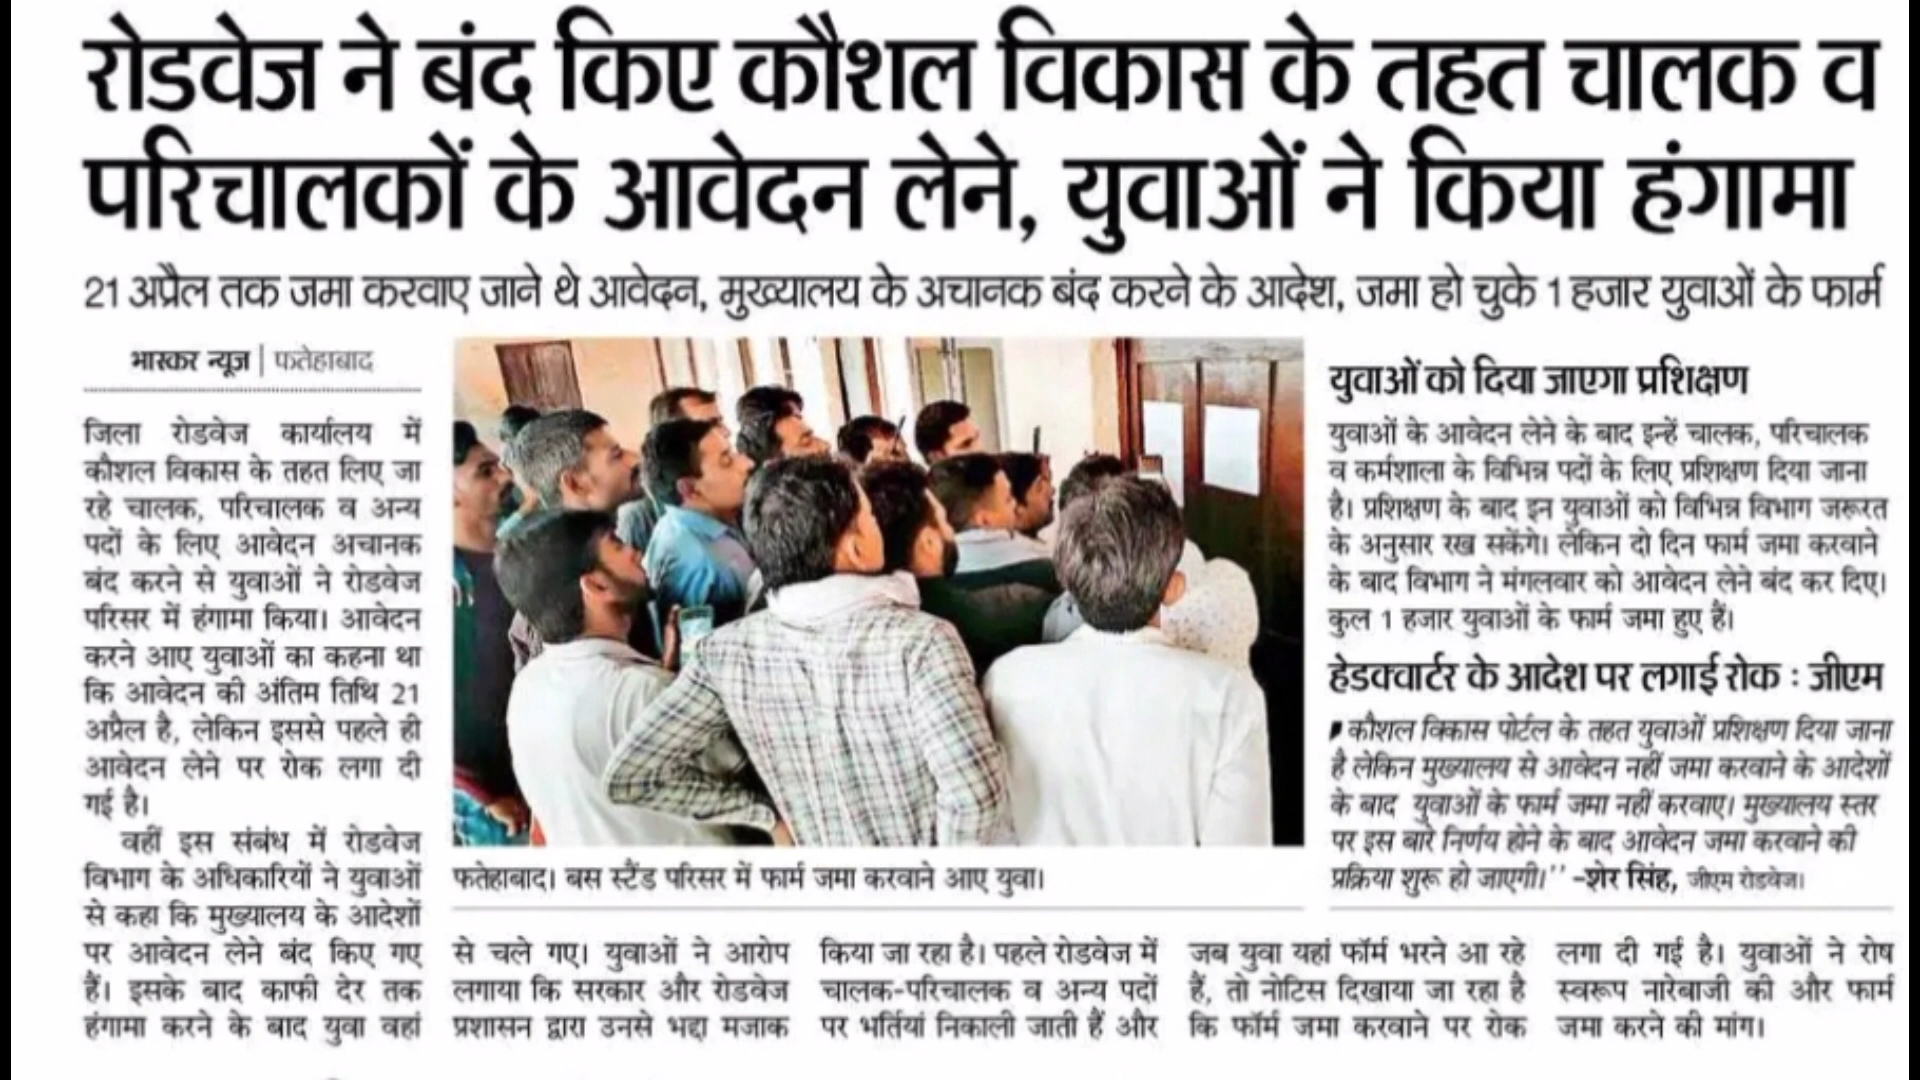 रोडवेज ने बंद किए कौशल विकास के तहत चालक व
परिचालकों के आवेदन लेने, युवाओं ने किया हंगामा
21 अप्रैल तक जमा करवाए जाने थे आवेदन, मुख्यालय के अचानक बंद करने के आदेश, जमा हो चुके 1 हजार युवाओं के फार्म
भास्कर न्यूज | फतेहाबाद
जिला रोडवेज कार्यालय में
कौशल विकास के तहत लिए जा
रहे चालक, परिचालक व अन्य
पदों के लिए आवेदन अचानक
बंद करने से युवाओं ने रोडवेज
परिसर में हंगामा किया। आवेदन
करने आए युवाओं का कहना था
कि आवेदन की अंतिम तिथि 21
अप्रैल है, लेकिन इससे पहले ही
आवेदन लेने पर रोक लगा दी
गई है।
वहीं इस संबंध में रोडवेज
विभाग के अधिकारियों ने युवाओं
से कहा कि मुख्यालय के आदेशों
पर आवेदन लेने बंद किए गए
हैं। इसके बाद काफी देर तक
हंगामा करने के बाद युवा वहां
फतेहाबाद। बस स्टैंड परिसर में फार्म जमा करवाने आए युवा।
से चले गए। युवाओं ने आरोप
लगाया कि सरकार और रोडवेज
प्रशासन द्वारा उनसे भद्दा मजाक
किया जा रहा है। पहले रोडवेज में
चालक-परिचालक व अन्य पदों
पर भर्तियां निकाली जाती हैं और
जब युवा यहां फॉर्म भरने आ रहे
हैं, तो नोटिस दिखाया जा रहा है
कि फॉर्म जमा करवाने पर रोक
लगा दी गई है। युवाओं ने रोष
स्वरूप नारेबाजी की और फार्म
जमा करने की मांग।
युवाओं को दिया जाएगा प्रशिक्षण
युवाओं के आवेदन लेने के बाद इन्हें चालक, परिचालक
व कर्मशाला के विभिन्न पदों के लिए प्रशिक्षण दिया जाना
है। प्रशिक्षण के बाद इन युवाओं को विभिन्न विभाग जरूरत
के अनुसार रख सकेंगे। लेकिन दो दिन फार्म जमा करवाने
के बाद विभाग ने मंगलवार को आवेदन लेने बंद कर दिए।
कुल 1 हजार युवाओं के फार्म जमा हुए हैं।
हेडक्वार्टर के आदेश पर लगाई रोक : जीएम
कौशल विकास पोर्टल के तहत युवाओं प्रशिक्षण दिया जाना
है लेकिन मुख्यालय से आवेदन नहीं जमा करवाने के आदेशों
के बाद युवाओं के फार्म जमा नहीं करवाए। मुख्यालय स्तर
पर इस बारे निर्णय होने के बाद आवेदन जमा करवाने की
प्रक्रिया शुरू हो जाएगी।'' -शेर सिंह, जीएम रोडवेज।